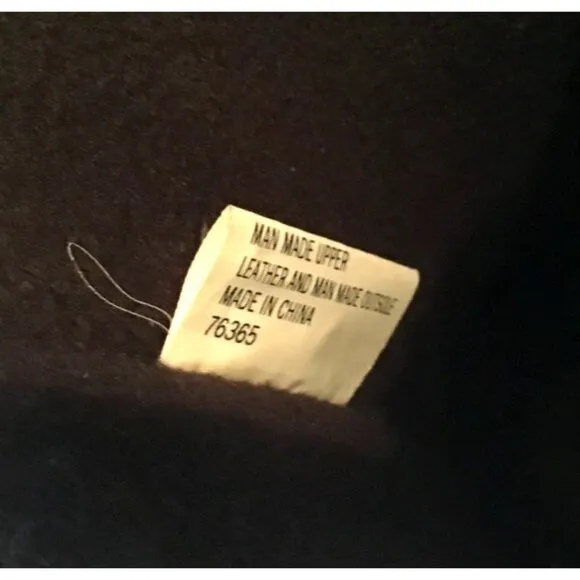 MAN MADE UPPER
LEATHER AND MAN MADE OUTSOLE
MADE IN CHINA
76365